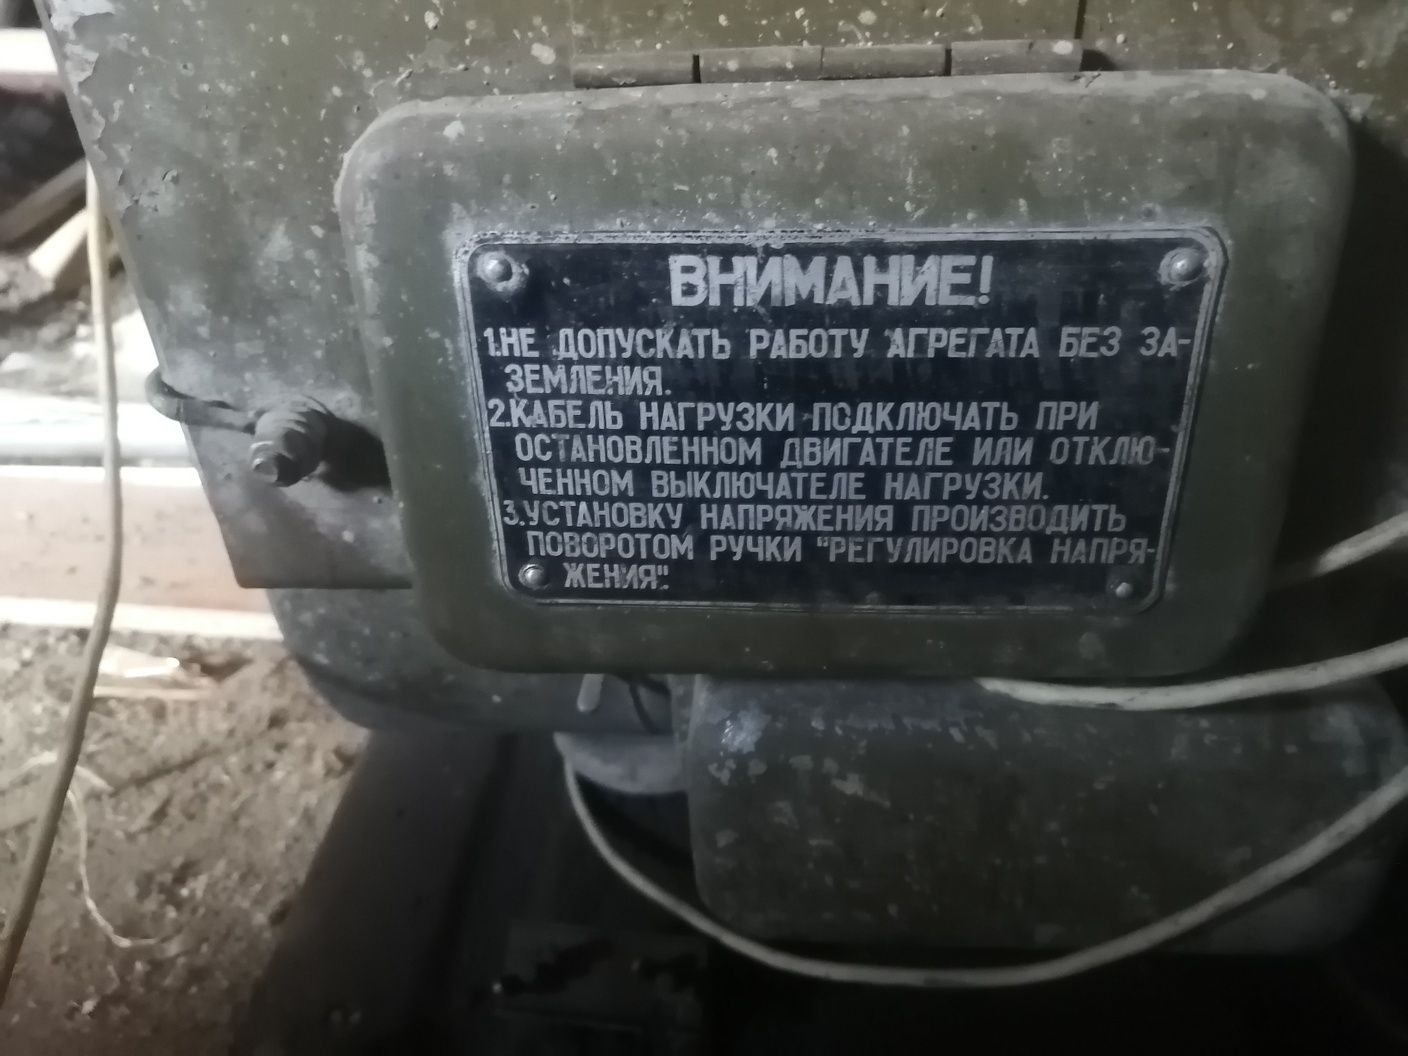 ВНИМАНИЕ!
1.НЕ ДОПУСКАТЬ РАБОТУ АГРЕГАТА БЕЗ ЗА-
ЗЕМЛЕНИЯ.
2.КАБЕЛЬ НАГРУЗКИ ПОДКЛЮЧАТЬ ПРИ
ОСТАНОВЛЕННОМ ДВИГАТЕЛЕ ИЛИ ОТКЛЮ-
ЧЕННОМ ВЫКЛЮЧАТЕЛЕ НАГРУЗКИ.
3.УСТАНОВКУ НАПРЯЖЕНИЯ ПРОИЗВОДИТЬ
ПОВОРОТОМ РУЧКИ "РЕГУЛИРОВКА НАПРЯ-
ЖЕНИЯ".